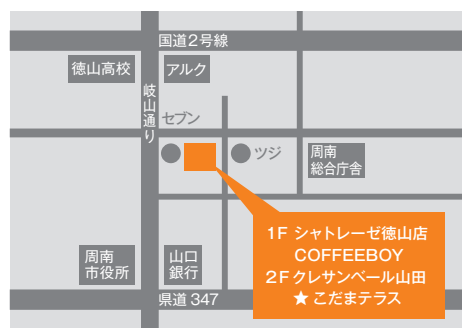 国道2号線
徳山高校
アルク
岐山通り
セブン
ツジ
周南
総合庁舎
1F シャトレーゼ徳山店
COFFEEBOY
2Fクレサンベール山田
★こだまテラス
周南
市役所
山口
銀行
県道 347